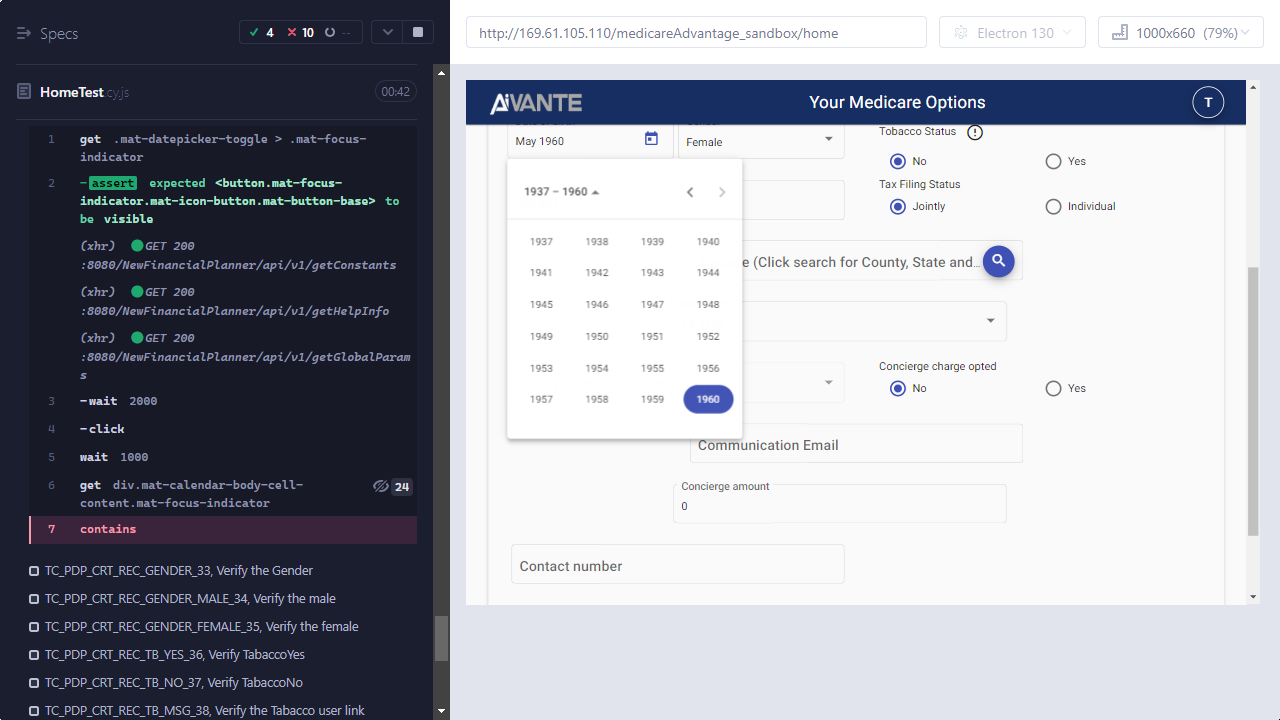 Specs
4 10 --
HomeTest.cy.js
00:42
1 get .mat-datepicker-toggle > .mat-focus-
indicator
2 -assert expected <button.mat-focus-
indicator.mat-icon-button.mat-button-base> to
be visible
(xhr) GET 200
:8080/NewFinancialPlanner/api/v1/getConstants
(xhr) GET 200
:8080/NewFinancialPlanner/api/v1/getHelpInfo
(xhr) GET 200
:8080/NewFinancialPlanner/api/v1/getGlobalParam
s
3 -wait 2000
4 -click
5 wait 1000
6 get div.mat-calendar-body-cell- 24
content.mat-focus-indicator
7 contains
TC_PDP_CRT_REC_GENDER_33, Verify the Gender
TC_PDP_CRT_REC_GENDER_MALE_34, Verify the male
TC_PDP_CRT_REC_GENDER_FEMALE_35, Verify the female
TC_PDP_CRT_REC_TB_YES_36, Verify TabaccoYes
TC_PDP_CRT_REC_TB_NO_37, Verify TabaccoNo
TC_PDP_CRT_REC_TB_MSG_38, Verify the Tabacco user link
http://169.61.105.110/medicareAdvantage_sandbox/home
Electron 130
1000x660 (79%)
AiVANTE
Your Medicare Options
T
May 1960
Female
Tobacco Status
No Yes
Tax Filing Status
Jointly Individual
1937 – 1960
1937 1938 1939 1940
1941 1942 1943 1944
1945 1946 1947 1948
1949 1950 1951 1952
1953 1954 1955 1956
1957 1958 1959 1960
e (Click search for County, State and...
Concierge charge opted
No Yes
Communication Email
Concierge amount
0
Contact number